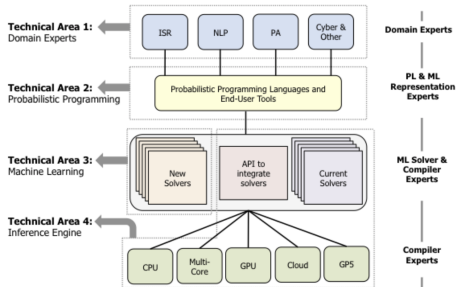 Technical Area 1:
Domain Experts
ISR
NLP
PA
Cyber &
Other
Domain Experts
Technical Area 2:
Probabilistic Programming
Probabilistic Programming Languages and
End-User Tools
PL & ML
Representation
Experts
Technical Area 3:
Machine Learning
New
Solvers
API to
integrate
solvers
Current
Solvers
ML Solver &
Compiler
Experts
Technical Area 4:
Inference Engine
CPU
Multi-
Core
GPU
Cloud
GPS
Compiler
Experts